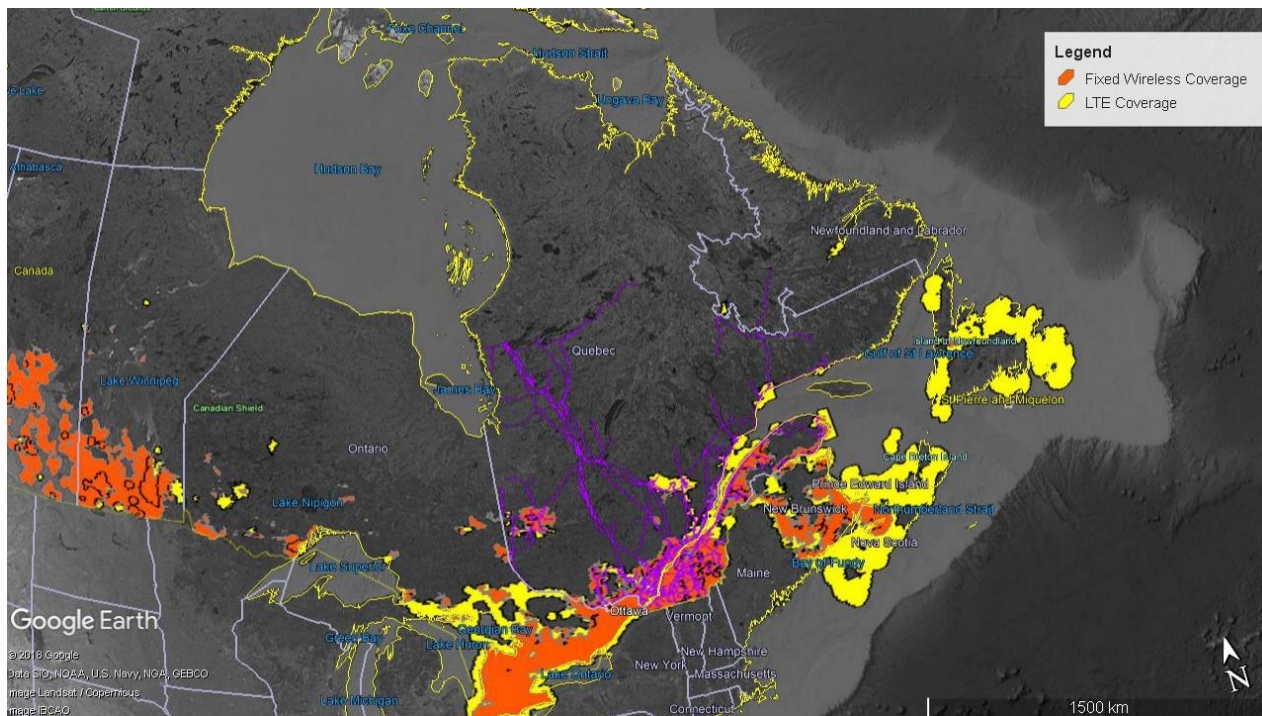 Foxe Channel
Hudson Strait
Legend
Fixed Wireless Coverage
LTE Coverage
Ungava Bay
Athabasca
Hudson Bay
Newfoundland and Labrador
Canada
Island of Newfoundland
Quebec
Gulf of St Lawrence
Lake Winnipeg
James Bay
St Pierre and Miquelon
Canadian Shield
Ontario
Cape Breton Island
Prince Edward Island
Lake Nipigon
New Brunswick
Northumberland Strait
Nova Scotia
Bay of Fundy
Lake Superior
Maine
Ottawa
Vermont
Google Earth
Georgian Bay
Green Bay
Lake Huron
New Hampshire
© 2018 Google
New York
Lake Ontario
Massachusetts
Data SIO, NOAA, U.S. Navy, NGA, GEBCO
Image Landsat / Copernicus
Lake Michigan
Connecticut
N
Image IBCAO
1500 km